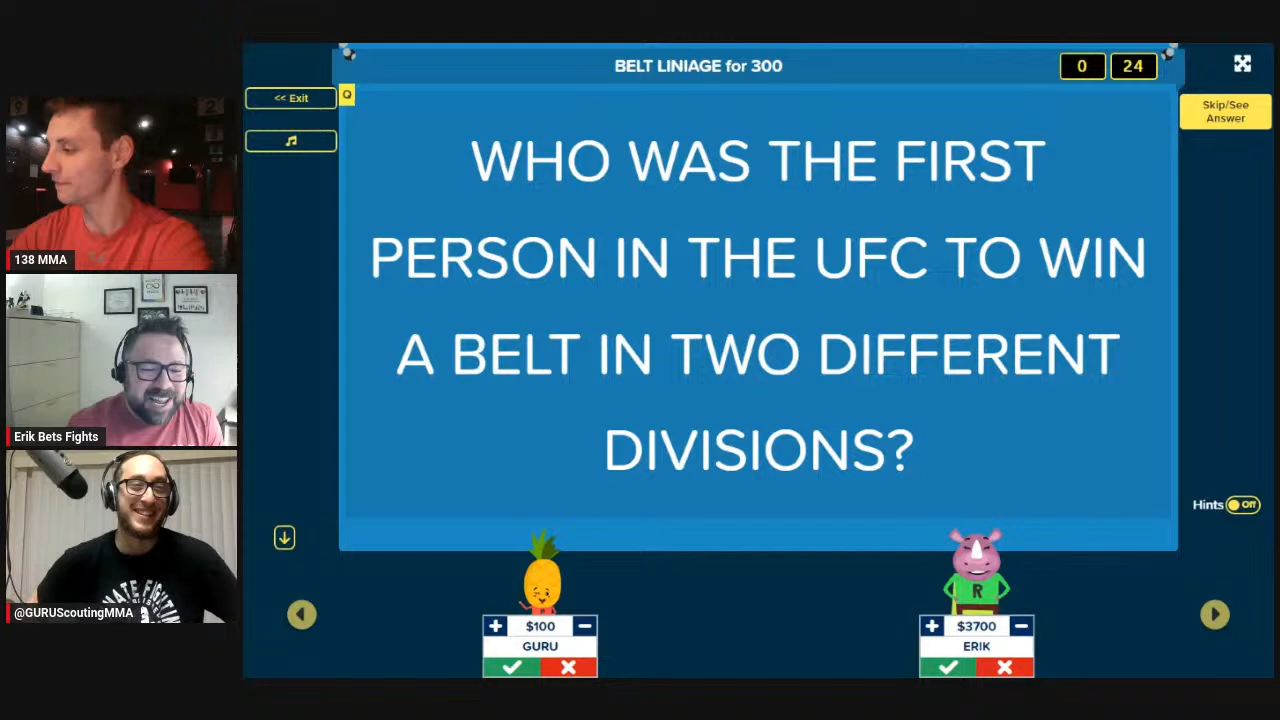 BELT LINIAGE for 300
0 24
<< Exit
Q
Skip/See
Answer
WHO WAS THE FIRST
PERSON IN THE UFC TO WIN
A BELT IN TWO DIFFERENT
DIVISIONS?
138 MMA
Erik Bets Fights
@GURUScoutingMMA
Hints Off
R
+ $100 −
GURU
+ $3700 −
ERIK